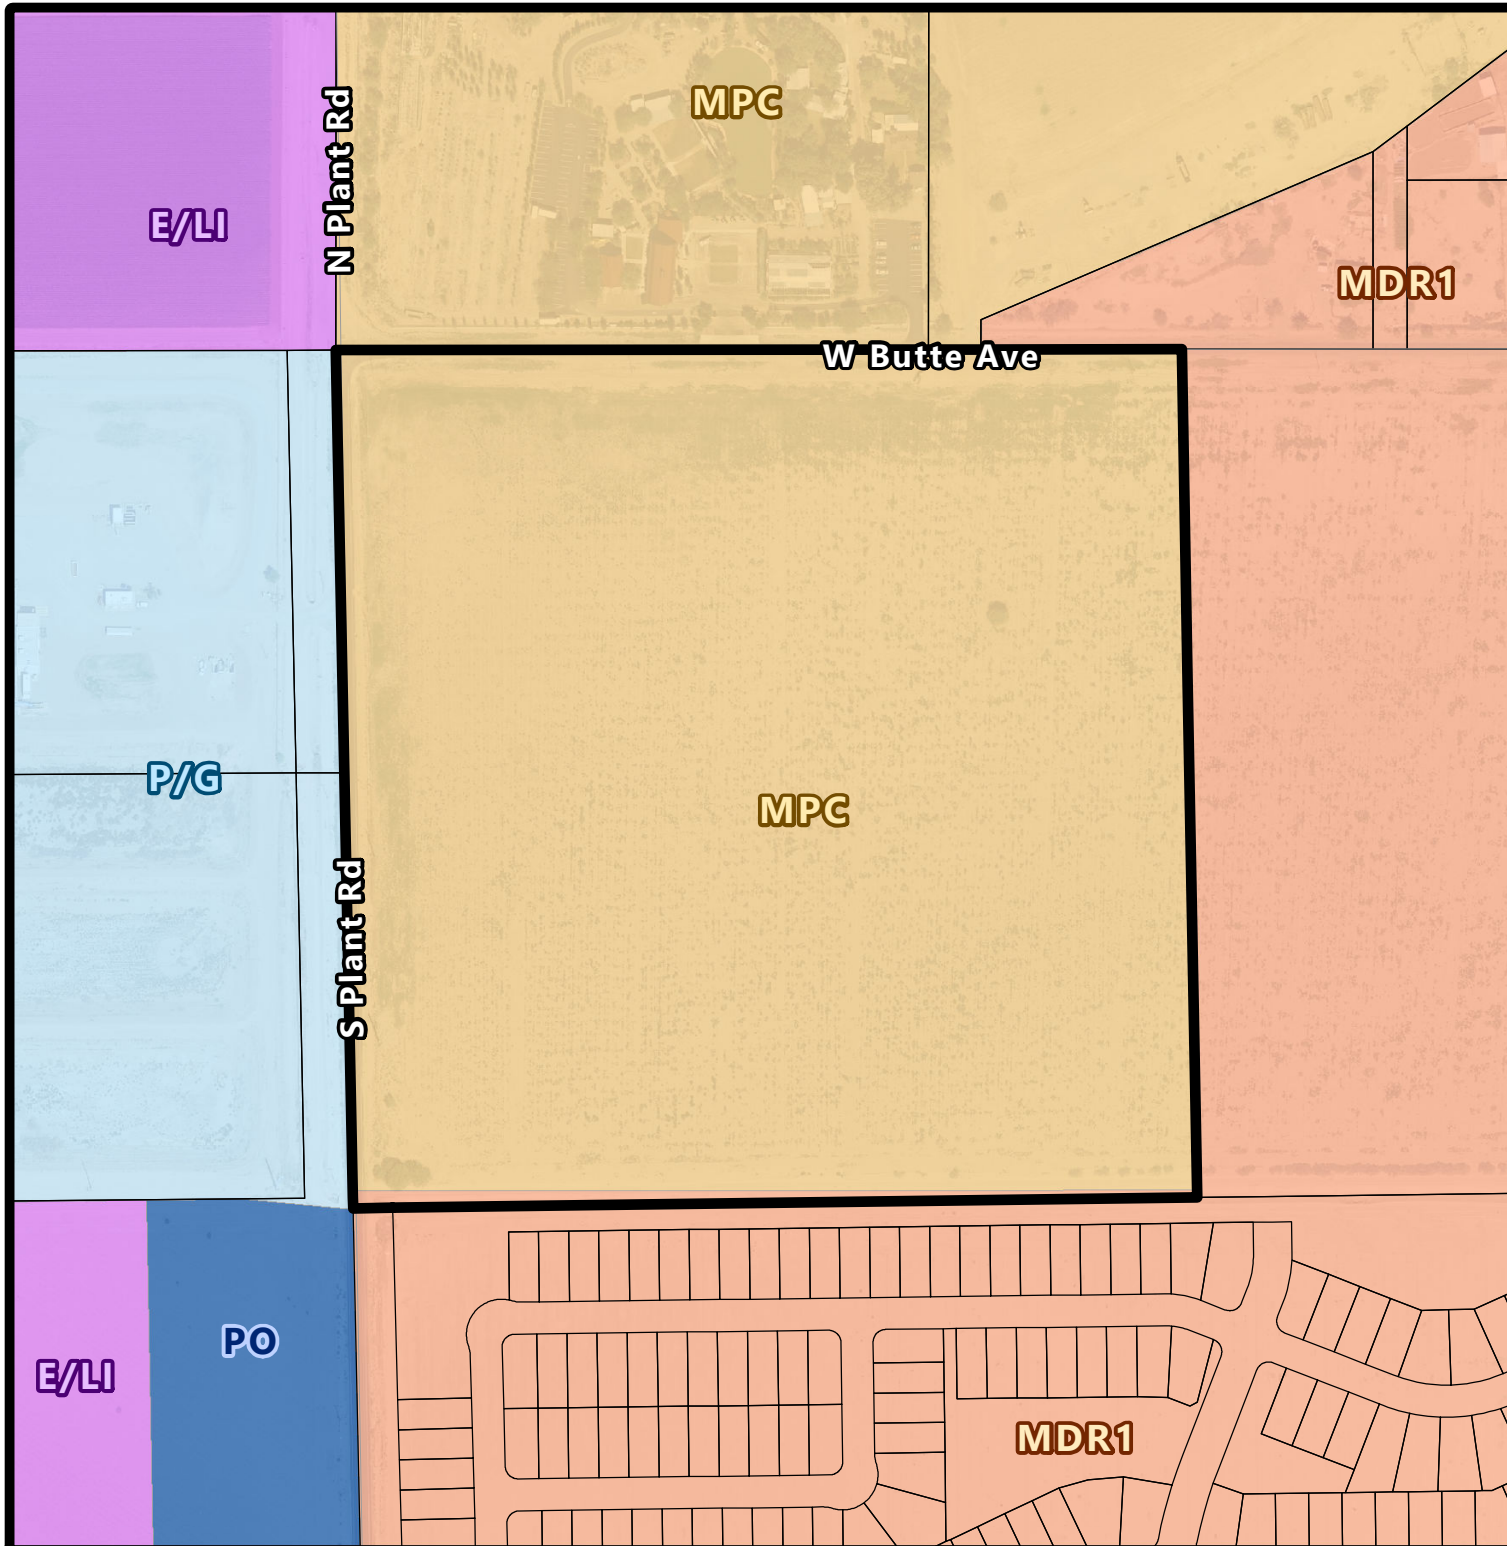 MPC
N Plant Rd
E/LI
MDR1
W Butte Ave
P/G
MPC
S Plant Rd
PO
E/LI
MDR1